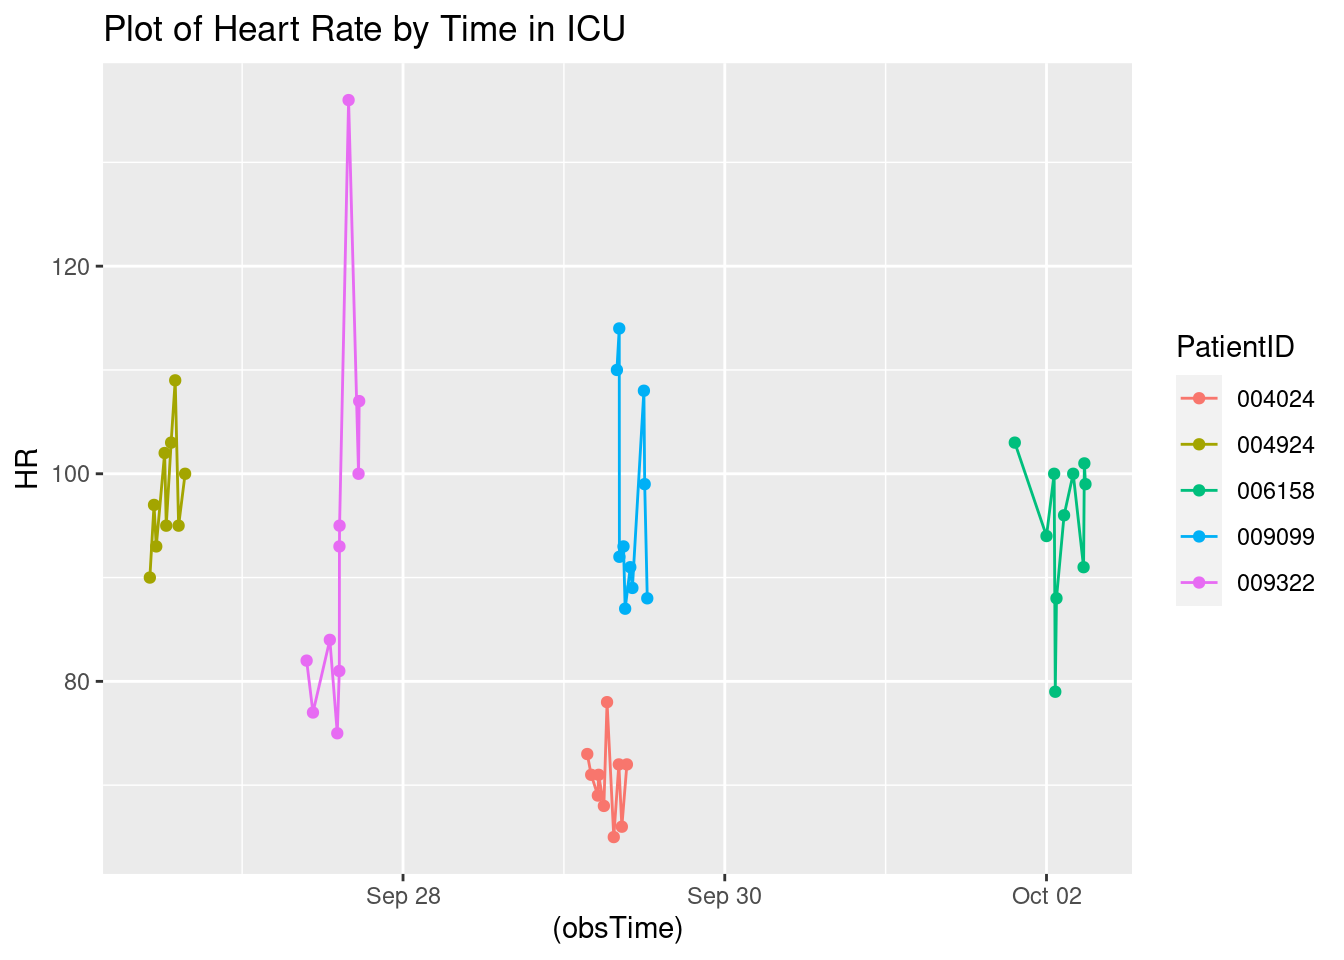 Plot of Heart Rate by Time in ICU
HR
120
100
80
Sep 28
Sep 30
Oct 02
(obsTime)
PatientID
004024
004924
006158
009099
009322